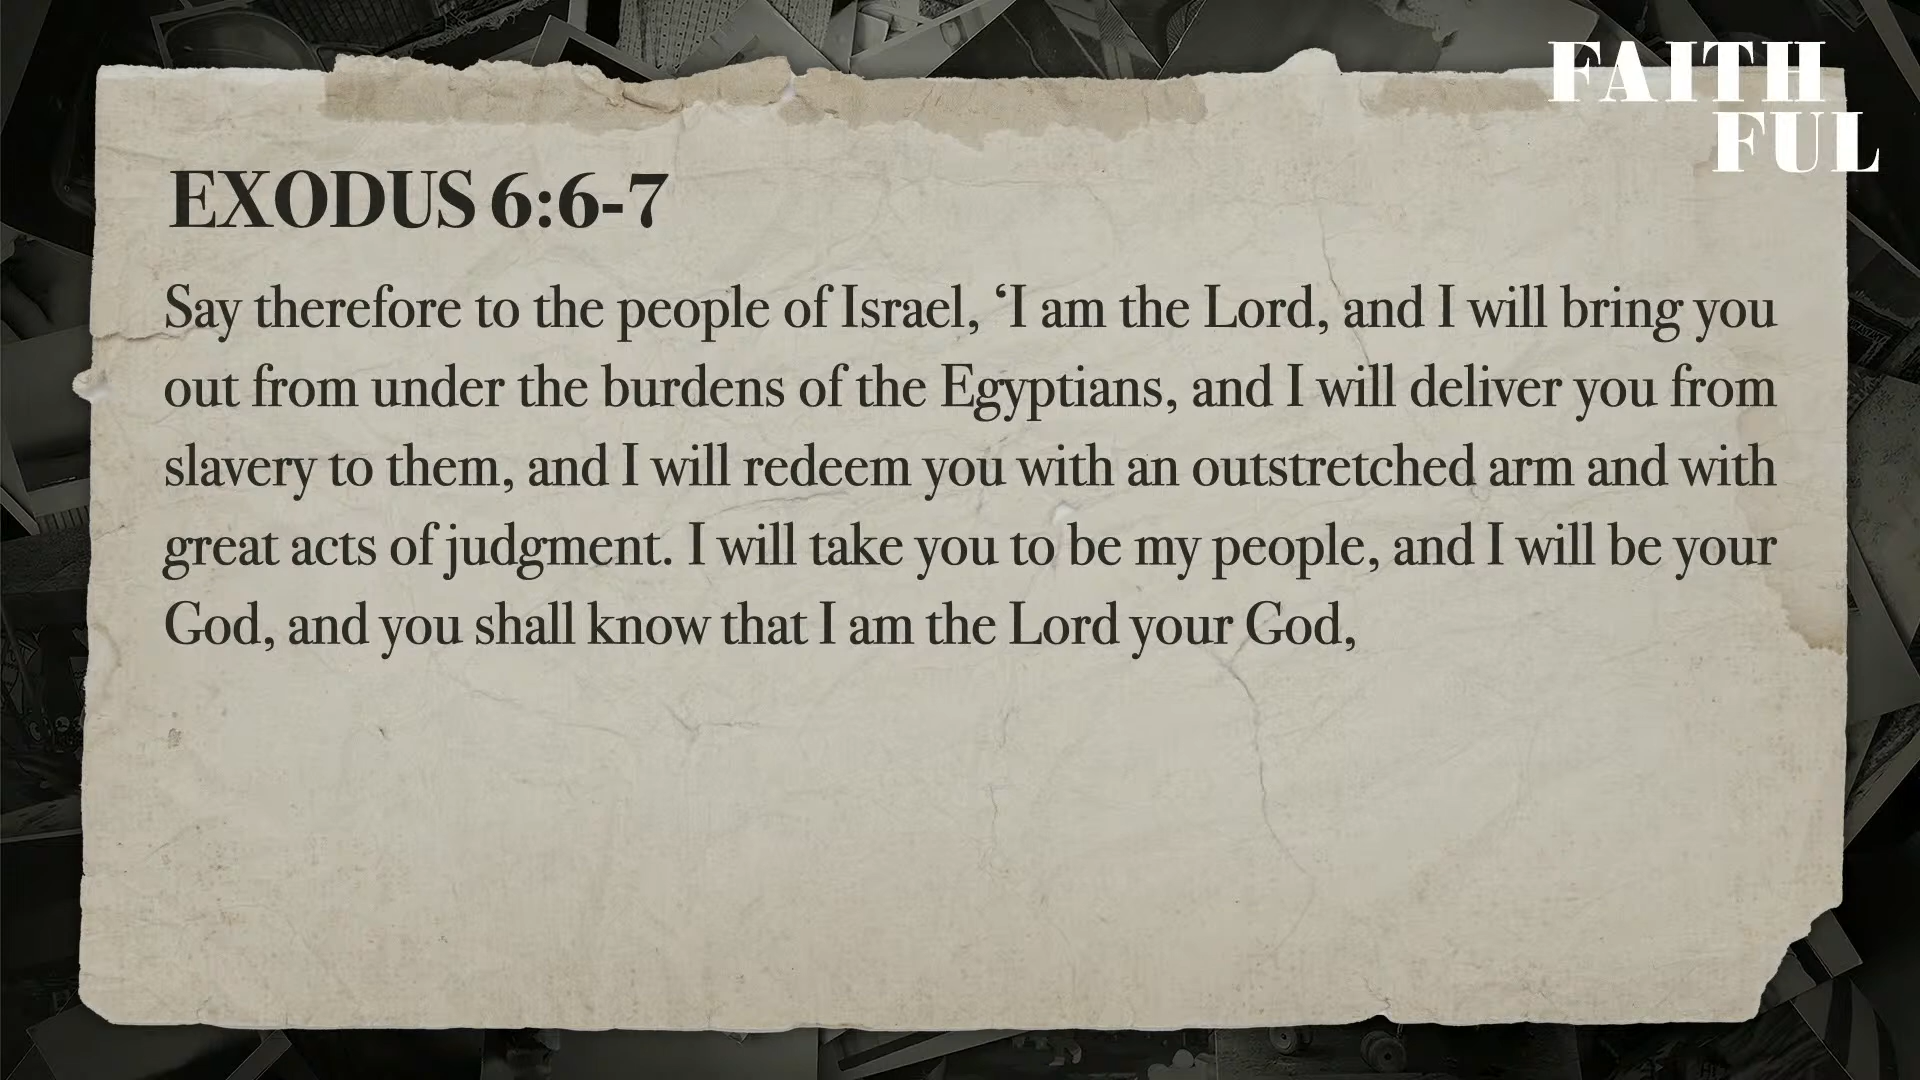 FAITH
FUL
EXODUS 6:6-7
Say therefore to the people of Israel, ‘I am the Lord, and I will bring you
out from under the burdens of the Egyptians, and I will deliver you from
slavery to them, and I will redeem you with an outstretched arm and with
great acts of judgment. I will take you to be my people, and I will be your
God, and you shall know that I am the Lord your God,